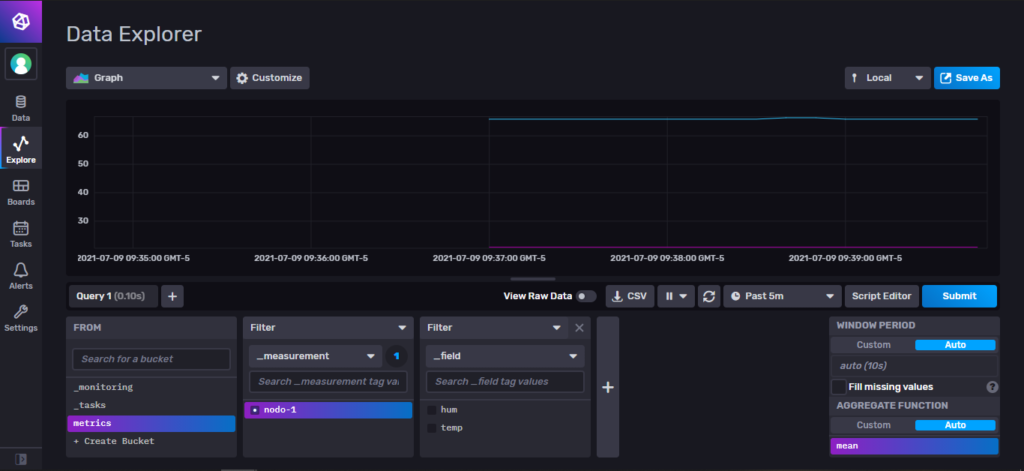 Data Explorer
Graph
Customize
Local
Save As
Data
Explore
Boards
Tasks
Alerts
Settings
60
50
40
30
2021-07-09 09:35:00 GMT-5
2021-07-09 09:36:00 GMT-5
2021-07-09 09:37:00 GMT-5
2021-07-09 09:38:00 GMT-5
2021-07-09 09:39:00 GMT-5
Query 1 (0.10s)
+
View Raw Data
CSV
Past 5m
Script Editor
Submit
FROM
Search for a bucket
_monitoring
_tasks
metrics
+ Create Bucket
Filter
_measurement
1
Search _measurement tag val
nodo-1
Filter
_field
Search _field tag values
hum
temp
+
WINDOW PERIOD
Custom
Auto
auto (10s)
Fill missing values
?
AGGREGATE FUNCTION
Custom
Auto
mean